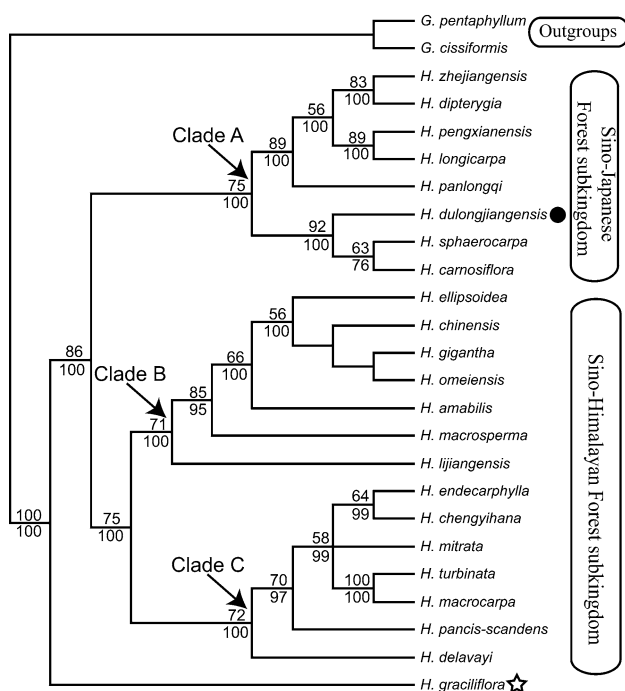 G. pentaphyllum
Outgroups
G. cissiformis
H. zhejiangensis
83
100
H. dipterygia
56
100
H. pengxianensis
89
100
H. longicarpa
Clade A
89
100
75
100
H. panlongqi
Sino-Japanese
Forest subkingdom
H. dulongjiangensis
92
100
H. sphaerocarpa
63
76
H. carnosiflora
H. ellipsoidea
56
100
H. chinensis
H. gigantha
66
100
H. omeiensis
86
100
Clade B
85
95
H. amabilis
71
100
H. macrosperma
H. lijiangensis
Sino-Himalayan Forest subkingdom
H. endecarphylla
64
99
H. chengyihana
100
100
75
100
58
99
H. mitrata
Clade C
70
97
H. turbinata
100
100
H. macrocarpa
72
100
H. pancis-scandens
H. delavayi
H. graciliflora